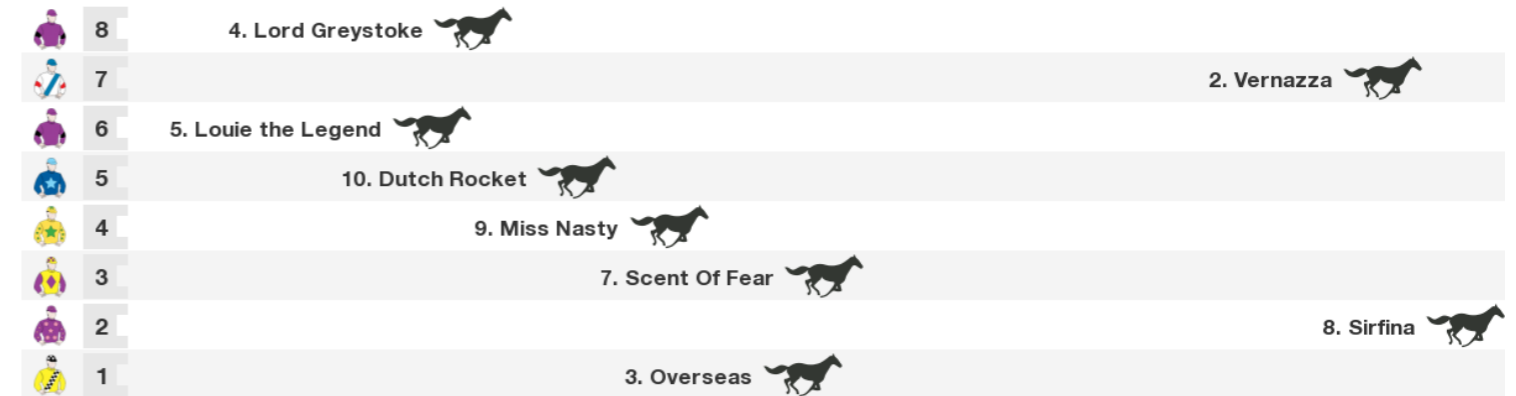 8 4. Lord Greystoke
7 2. Vernazza
6 5. Louie the Legend
5 10. Dutch Rocket
4 9. Miss Nasty
3 7. Scent Of Fear
2 8. Sirfina
1 3. Overseas